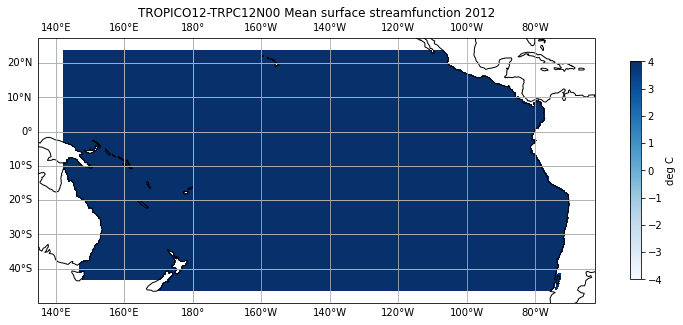 TROPICO12-TRPC12N00 Mean surface streamfunction 2012
140°E 160°E 180° 160°W 140°W 120°W 100°W 80°W
20°N
10°N
0°
10°S
20°S
30°S
40°S
140°E 160°E 180° 160°W 140°W 120°W 100°W 80°W
4
3
2
1
0
−1
−2
−3
−4
deg C